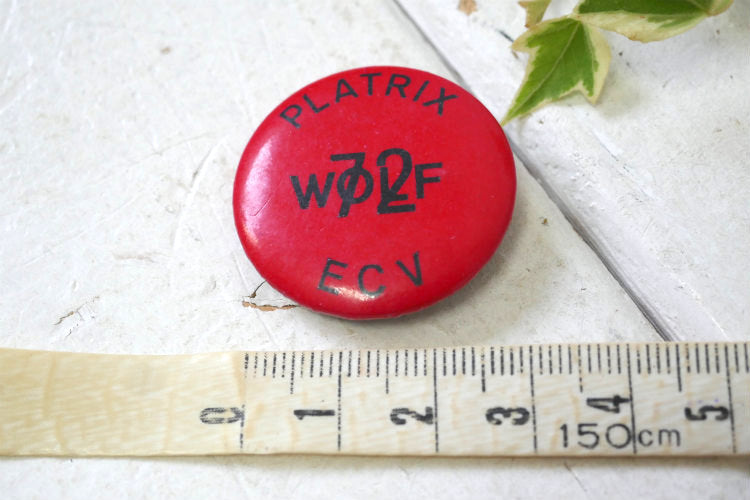 PLATRIX
WOLF
72
ECV
0 1 2 3 4 5
150cm